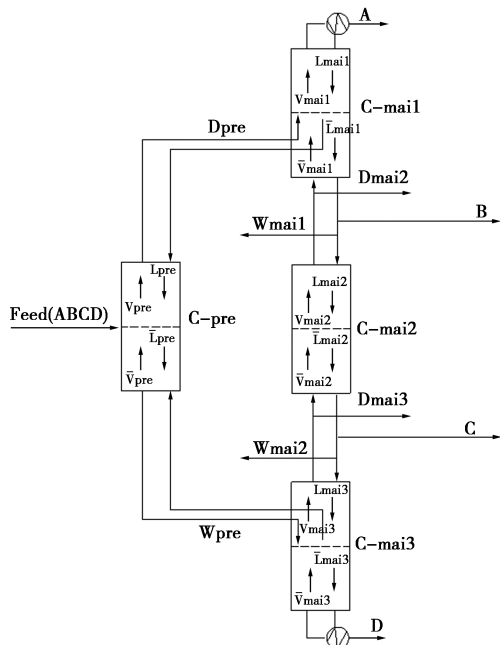 A
Lmai1
Vmai1
C-mai1
Dpre
L̄mai1
V̄mai1
Dmai2
B
Wmai1
Lpre
Vpre
Feed(ABCD)
C-pre
L̄pre
V̄pre
Lmai2
Vmai2
C-mai2
L̄mai2
V̄mai2
Dmai3
C
Wmai2
Lmai3
Vmai3
Wpre
C-mai3
L̄mai3
V̄mai3
D